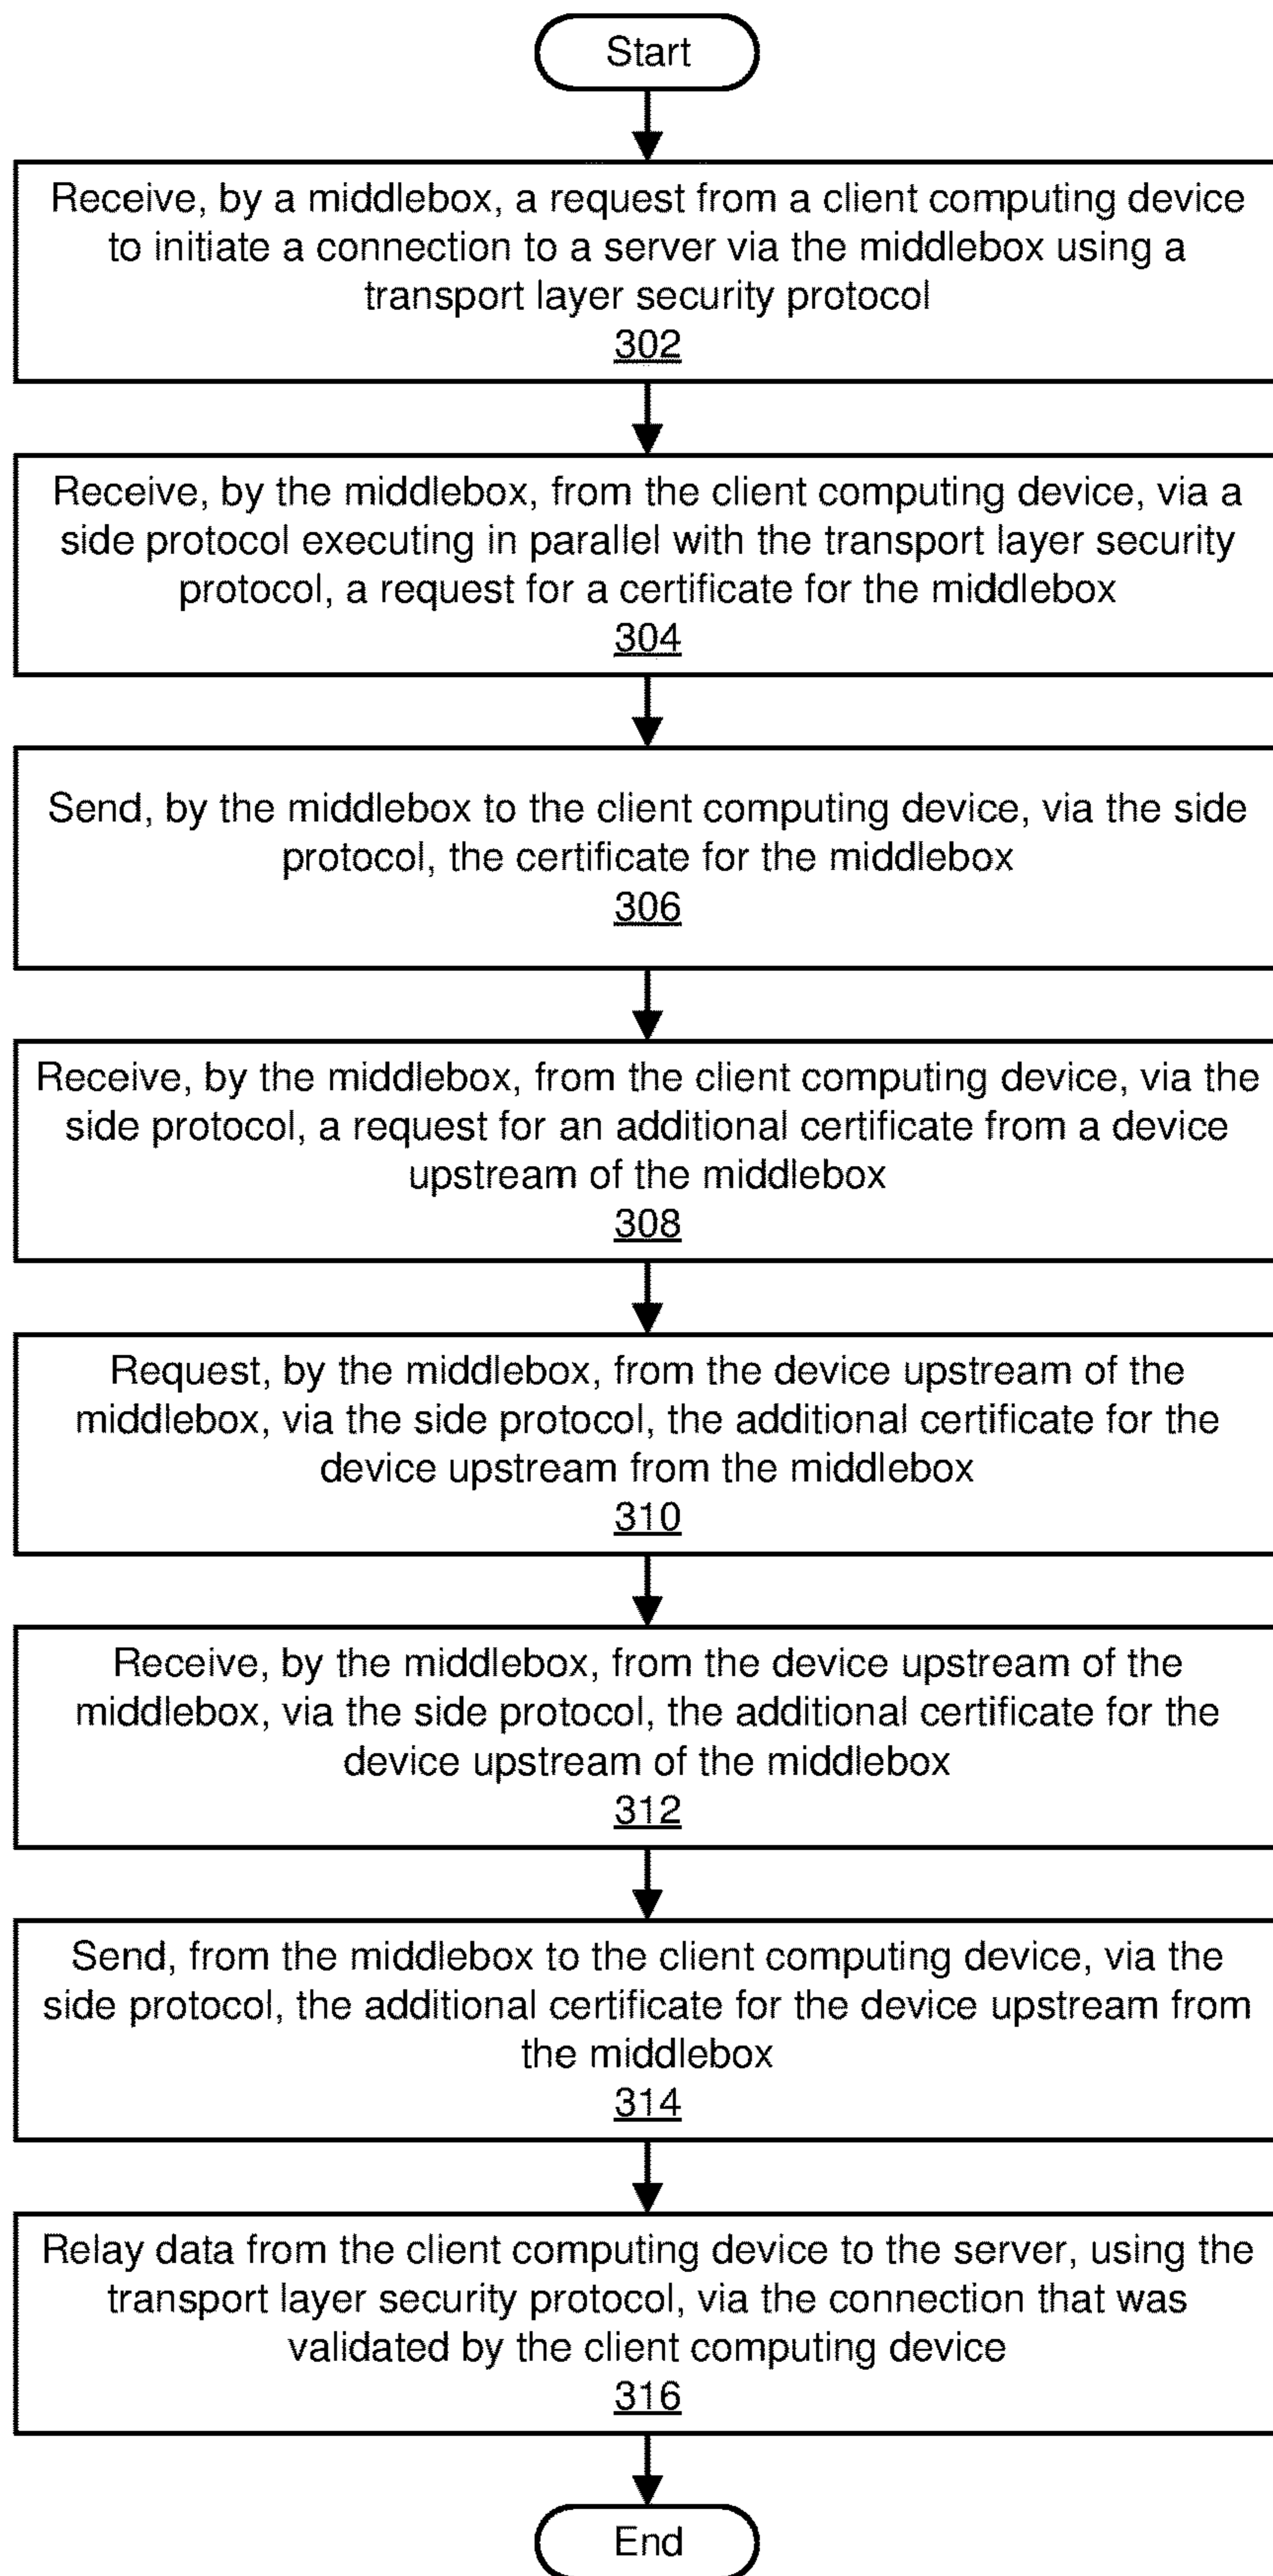 Start
Receive, by a middlebox, a request from a client computing device
to initiate a connection to a server via the middlebox using a
transport layer security protocol
302
Receive, by the middlebox, from the client computing device, via a
side protocol executing in parallel with the transport layer security
protocol, a request for a certificate for the middlebox
304
Send, by the middlebox to the client computing device, via the side
protocol, the certificate for the middlebox
306
Receive, by the middlebox, from the client computing device, via the
side protocol, a request for an additional certificate from a device
upstream of the middlebox
308
Request, by the middlebox, from the device upstream of the
middlebox, via the side protocol, the additional certificate for the
device upstream from the middlebox
310
Receive, by the middlebox, from the device upstream of the
middlebox, via the side protocol, the additional certificate for the
device upstream of the middlebox
312
Send, from the middlebox to the client computing device, via the
side protocol, the additional certificate for the device upstream from
the middlebox
314
Relay data from the client computing device to the server, using the
transport layer security protocol, via the connection that was
validated by the client computing device
316
End